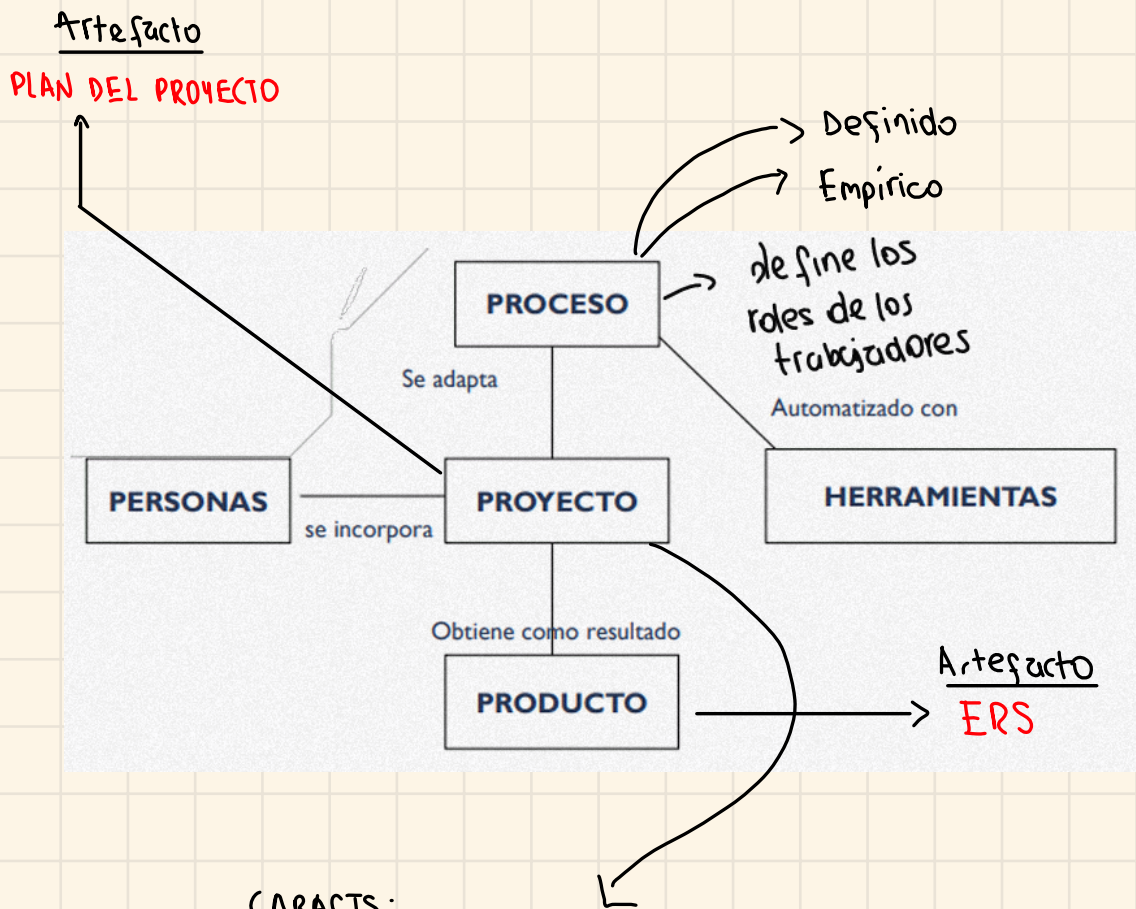 Artefacto
PLAN DEL PROYECTO
Definido
Empírico
define los
roles de los
trabajadores
PROCESO
Se adapta
Automatizado con
PERSONAS
se incorpora
PROYECTO
HERRAMIENTAS
Obtiene como resultado
PRODUCTO
Artefacto
ERS
CARACTS: